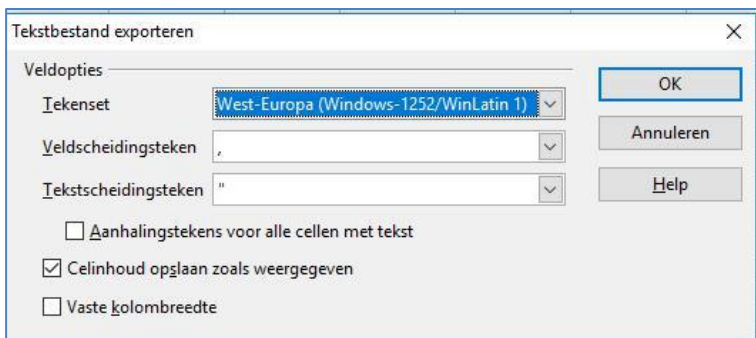 Tekstbestand exporteren
Veldopties
Tekenset West-Europa (Windows-1252/WinLatin 1)
OK
Veldscheidingsteken ,
Annuleren
Tekstscheidingsteken "
Help
Aanhalingstekens voor alle cellen met tekst
Celinhoud opslaan zoals weergegeven
Vaste kolombreedte